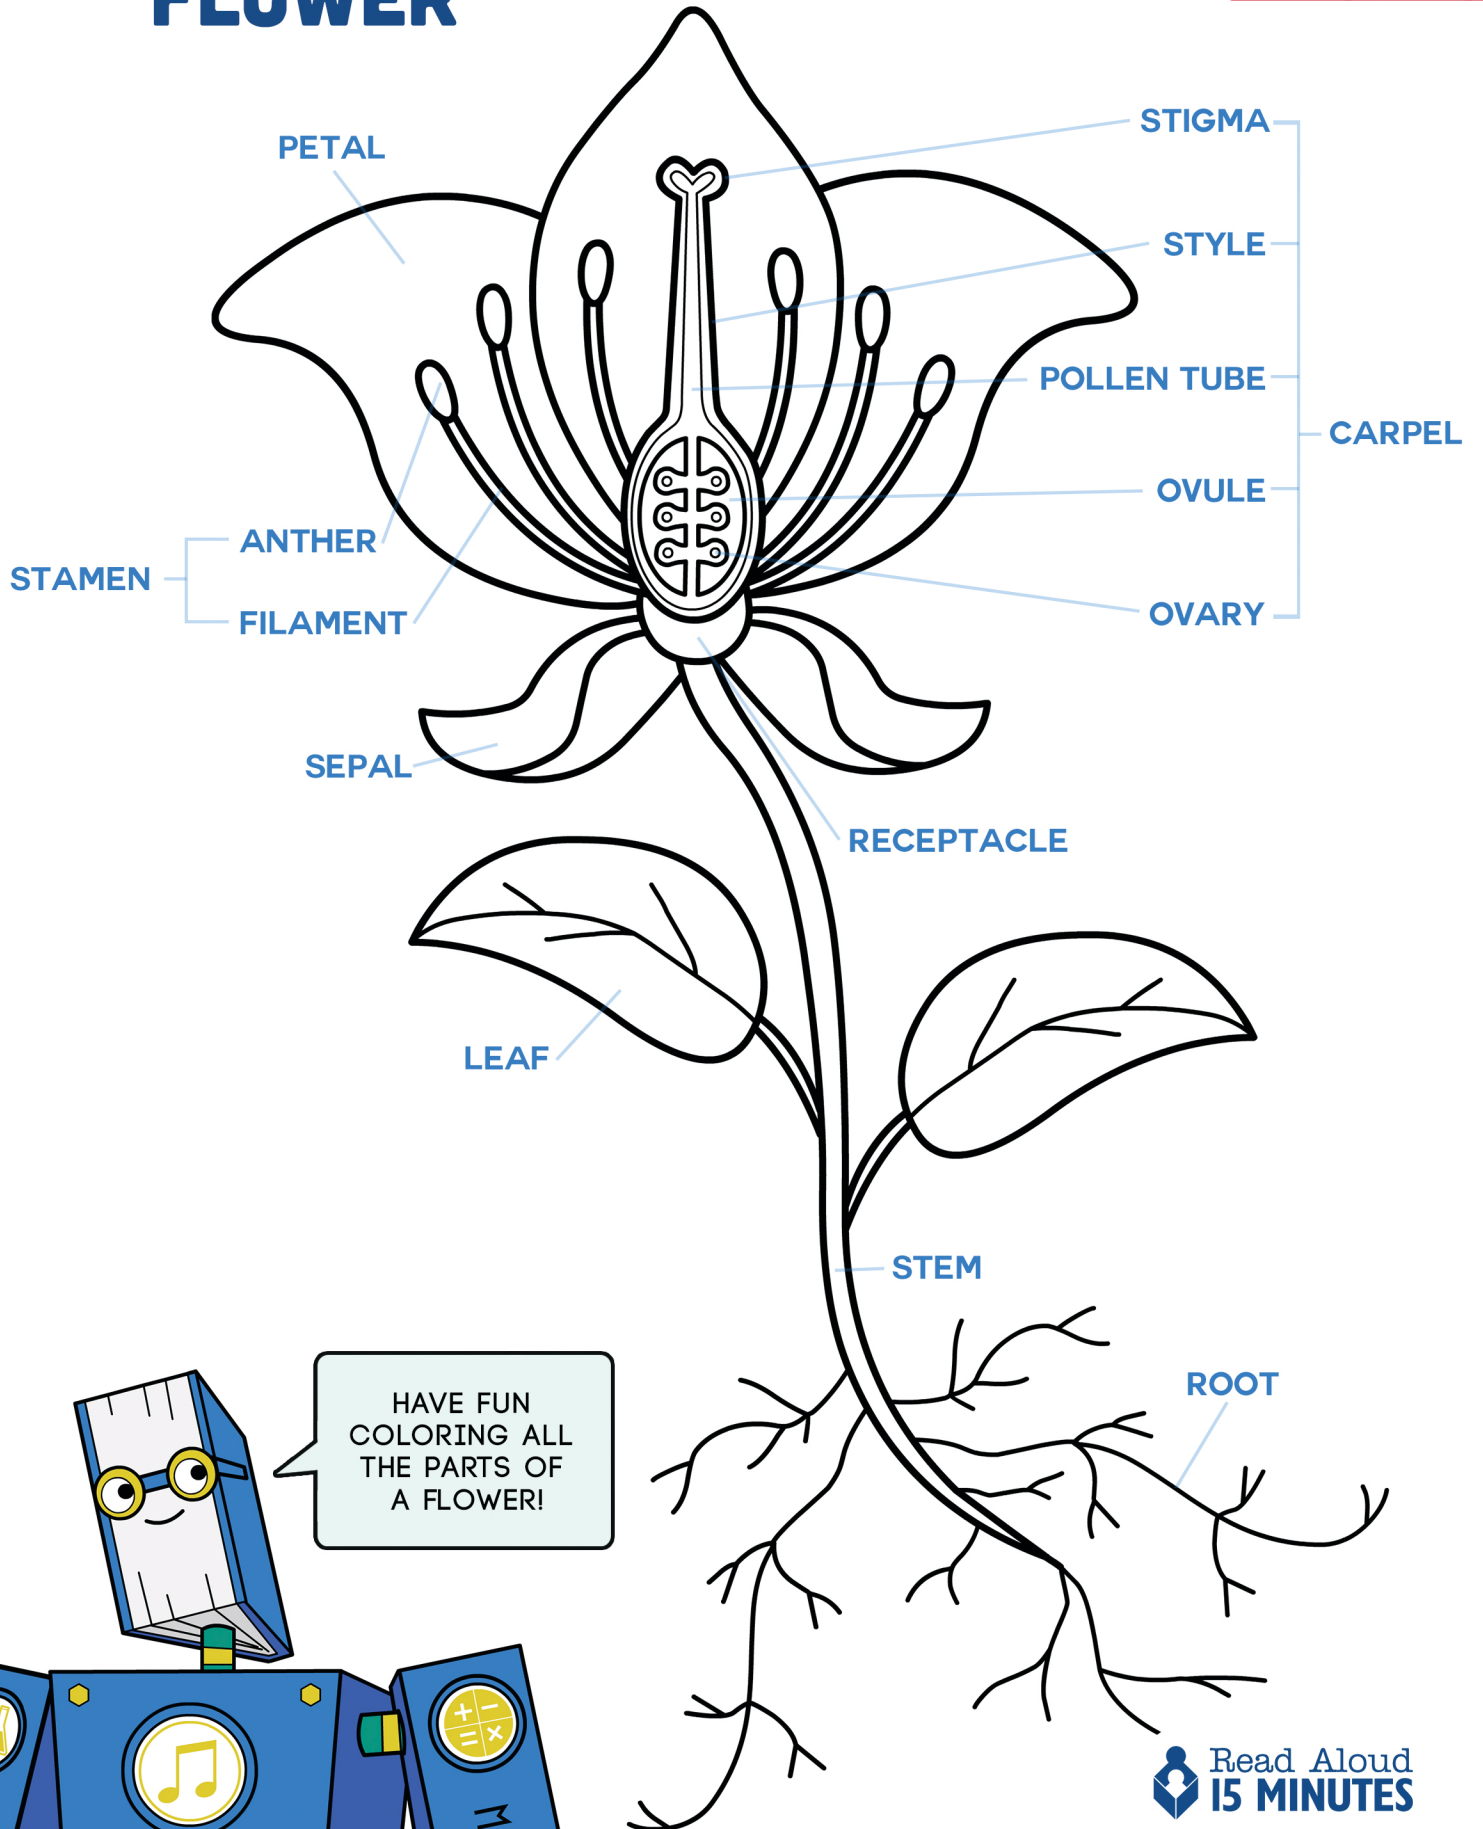 FLOWER
PETAL
STIGMA
STYLE
POLLEN TUBE
CARPEL
OVULE
ANTHER
STAMEN
FILAMENT
OVARY
SEPAL
RECEPTACLE
LEAF
STEM
ROOT
HAVE FUN
COLORING ALL
THE PARTS OF
A FLOWER!
Read Aloud
15 MINUTES